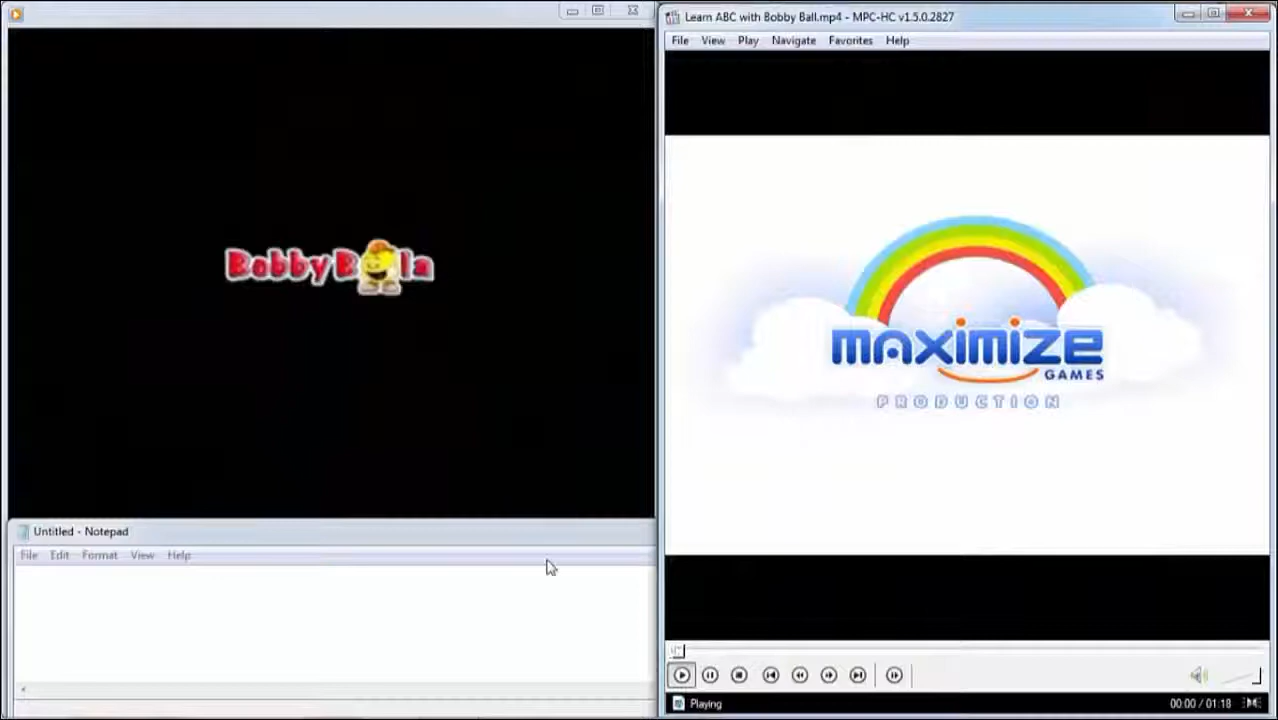 Bobby Bola
Untitled - Notepad
File Edit Format View Help
Learn ABC with Bobby Ball.mp4 - MPC-HC v1.5.0.2827
File View Play Navigate Favorites Help
maximize
GAMES
PRODUCTION
Playing
00:00 / 01:18